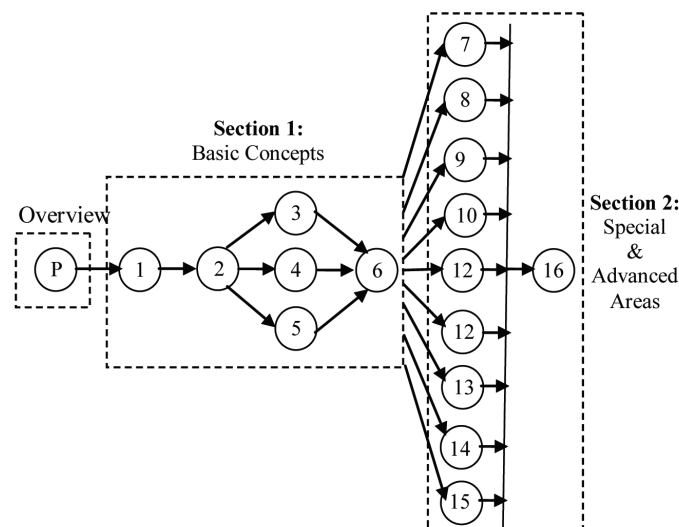 Overview
P
Section 1:
Basic Concepts
1
2
3
4
5
6
7
8
9
10
12
12
13
14
15
16
Section 2:
Special
&
Advanced
Areas